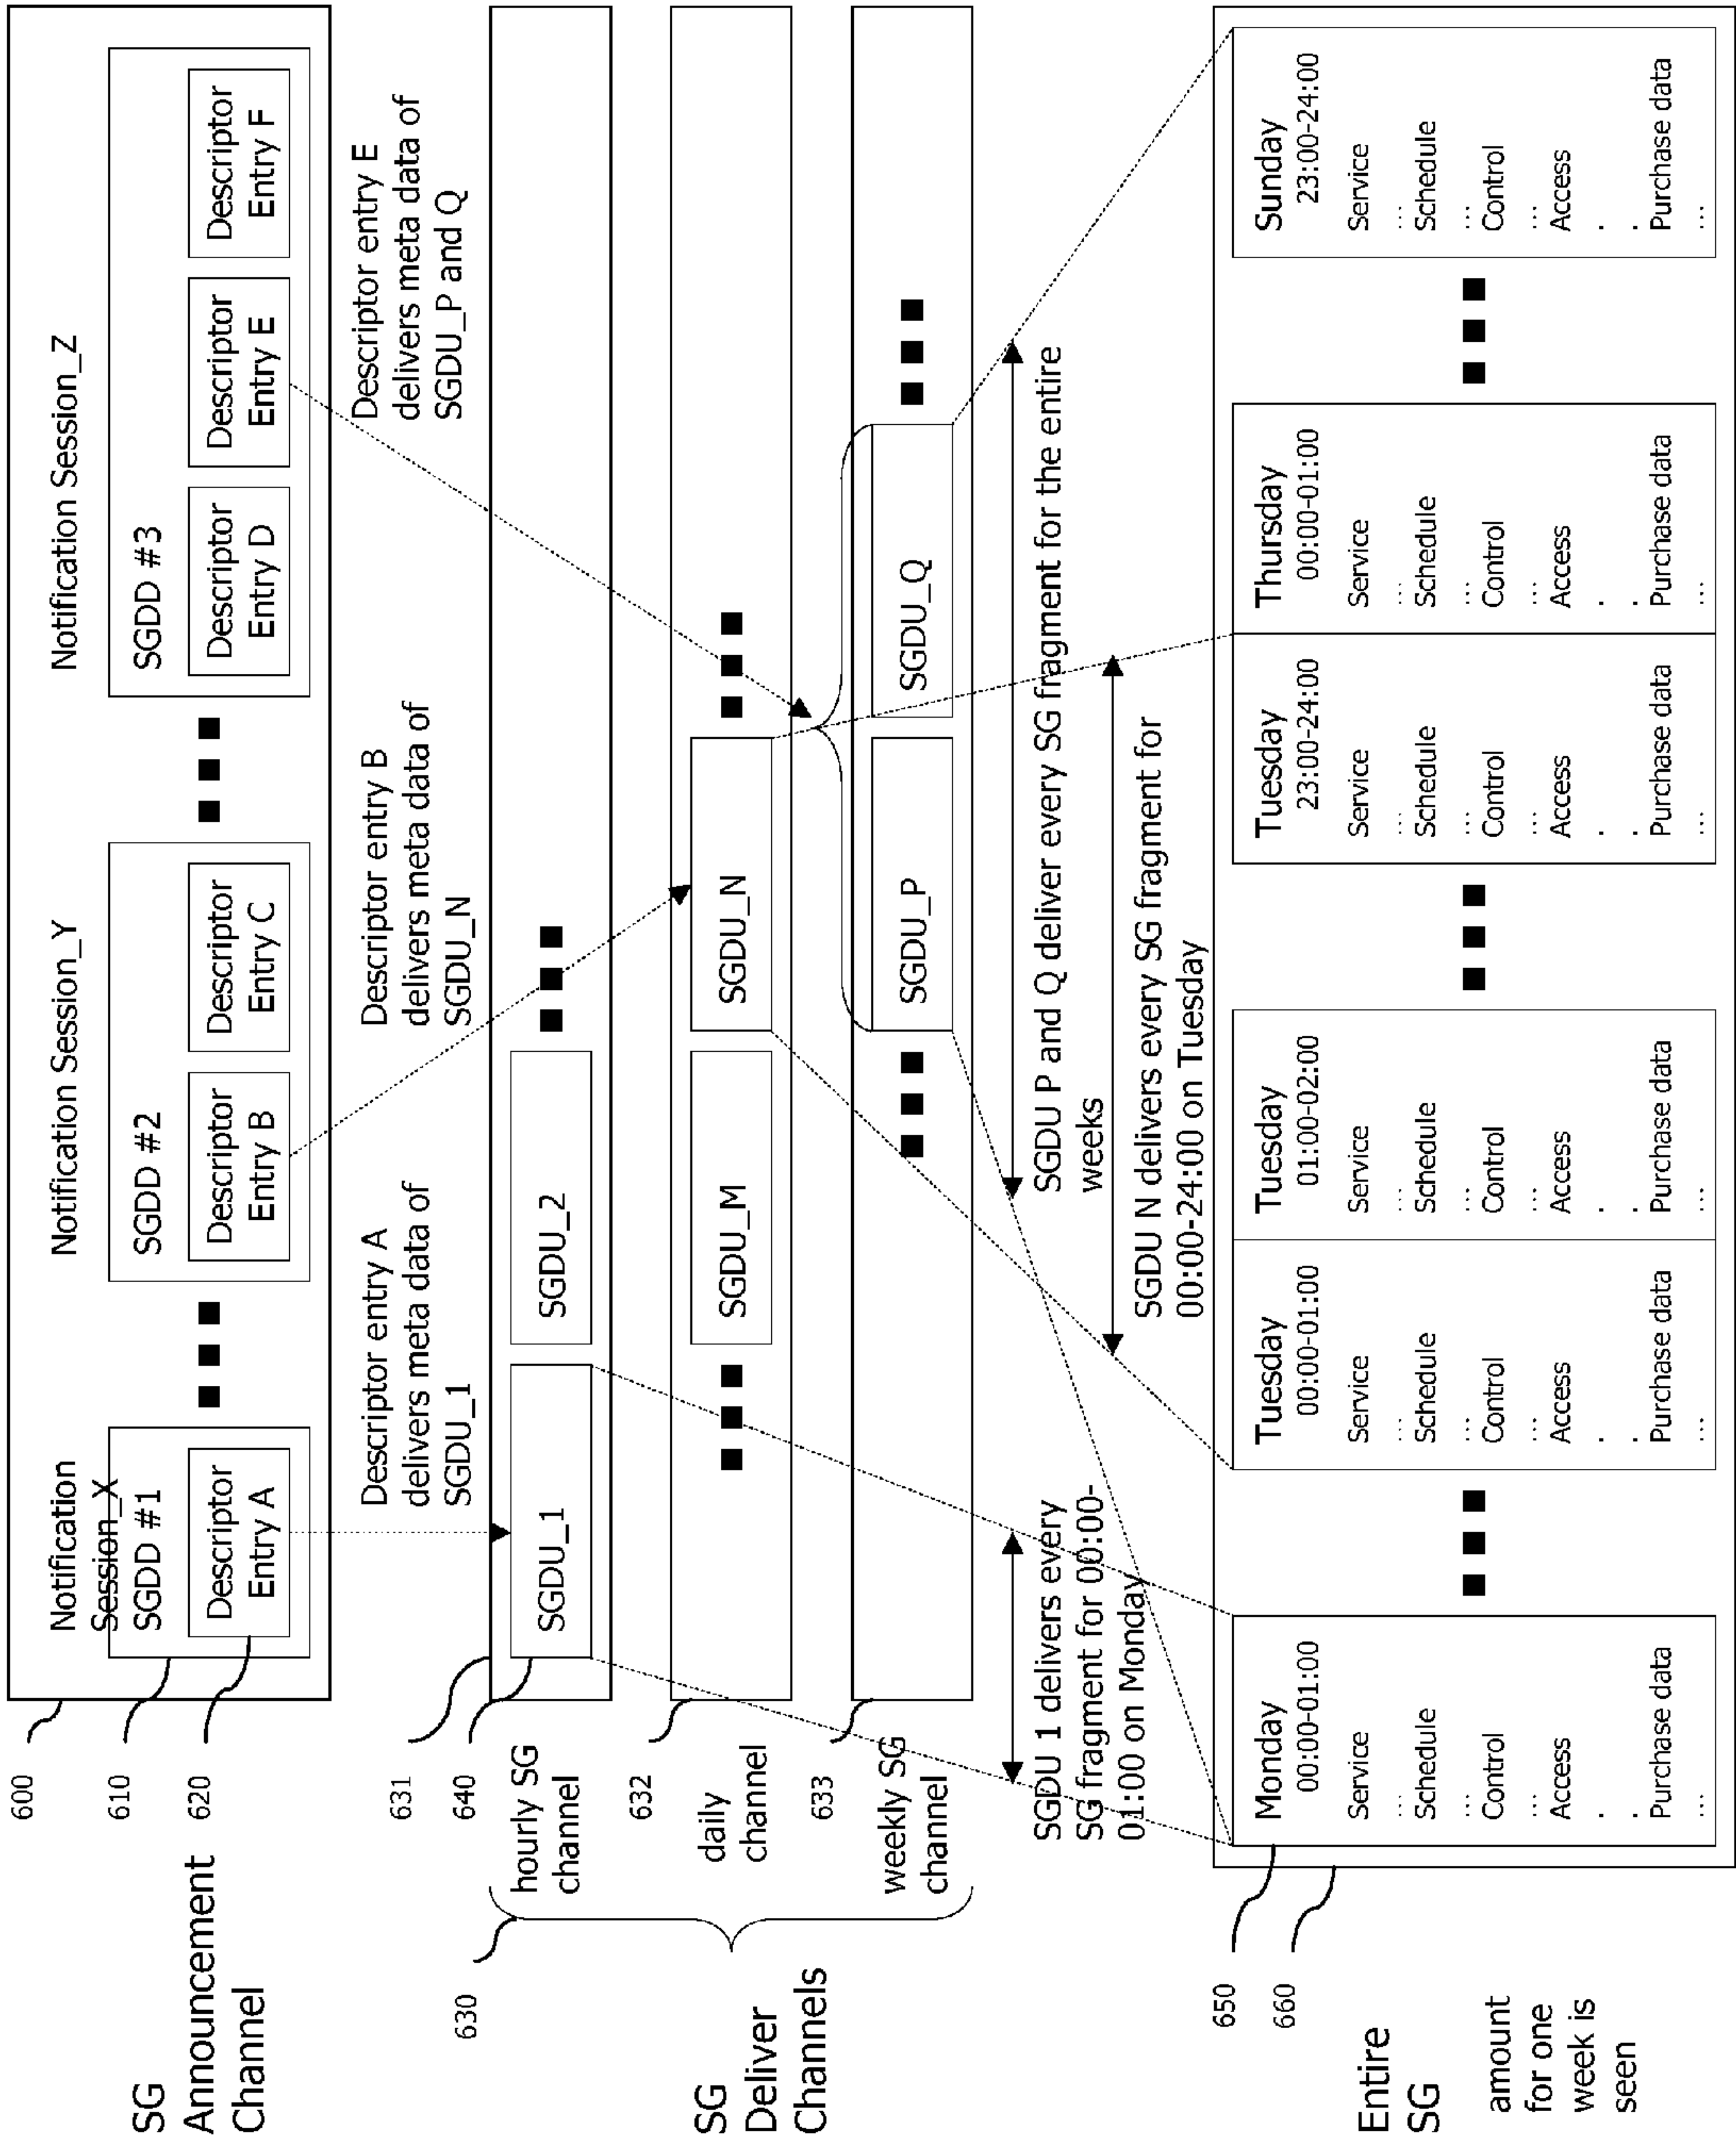 SG
Announcement
Channel
600
610
620
Notification
Session_X
SGDD #1
Descriptor
Entry A
Notification Session_Y
SGDD #2
Descriptor
Entry B
Descriptor
Entry C
Notification Session_Z
SGDD #3
Descriptor
Entry D
Descriptor
Entry E
Descriptor
Entry F
Descriptor entry A
delivers meta data of
SGDU_1
Descriptor entry B
delivers meta data of
SGDU_N
Descriptor entry E
delivers meta data of
SGDU_P and Q
SG
Deliver
Channels
630
631
640
hourly SG
channel
SGDU_1
SGDU_2
632
daily
channel
SGDU_M
SGDU_N
633
weekly SG
channel
SGDU_P
SGDU_Q
SGDU 1 delivers every
SG fragment for 00:00-
01:00 on Monday
SGDU P and Q deliver every SG fragment for the entire
weeks
SGDU N delivers every SG fragment for
00:00-24:00 on Tuesday
650
660
Entire
SG
amount
for one
week is
seen
Monday
00:00-01:00
Service
...
Schedule
...
Control
...
Access
.
.
Purchase data
...
Tuesday
00:00-01:00
Service
...
Schedule
...
Control
...
Access
.
.
Purchase data
...
Tuesday
01:00-02:00
Service
...
Schedule
...
Control
...
Access
.
.
Purchase data
...
Tuesday
23:00-24:00
Service
...
Schedule
...
Control
...
Access
.
.
Purchase data
...
Thursday
00:00-01:00
Service
...
Schedule
...
Control
...
Access
.
.
Purchase data
...
Sunday
23:00-24:00
Service
...
Schedule
...
Control
...
Access
.
.
Purchase data
...